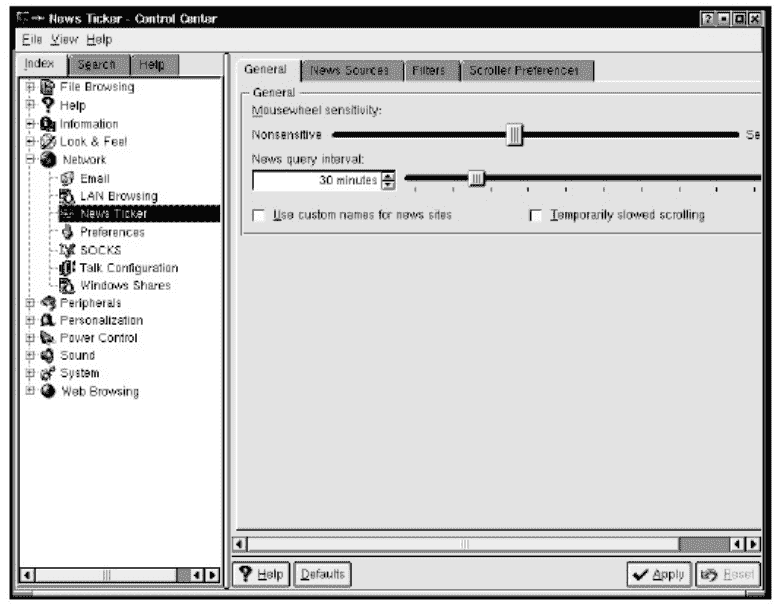 News Ticker - Control Center
File View Help
Index Search Help
File Browsing
Help
Information
Look & Feel
Network
Email
LAN Browsing
News Ticker
Preferences
SOCKS
Talk Configuration
Windows Shares
Peripherals
Personalization
Power Control
Sound
System
Web Browsing
General News Sources Filters Scroller Preferences
General
Mousewheel sensitivity:
Nonsensitive Se
News query interval:
30 minutes
Use custom names for news sites Temporarily slowed scrolling
Help Defaults Apply Reset